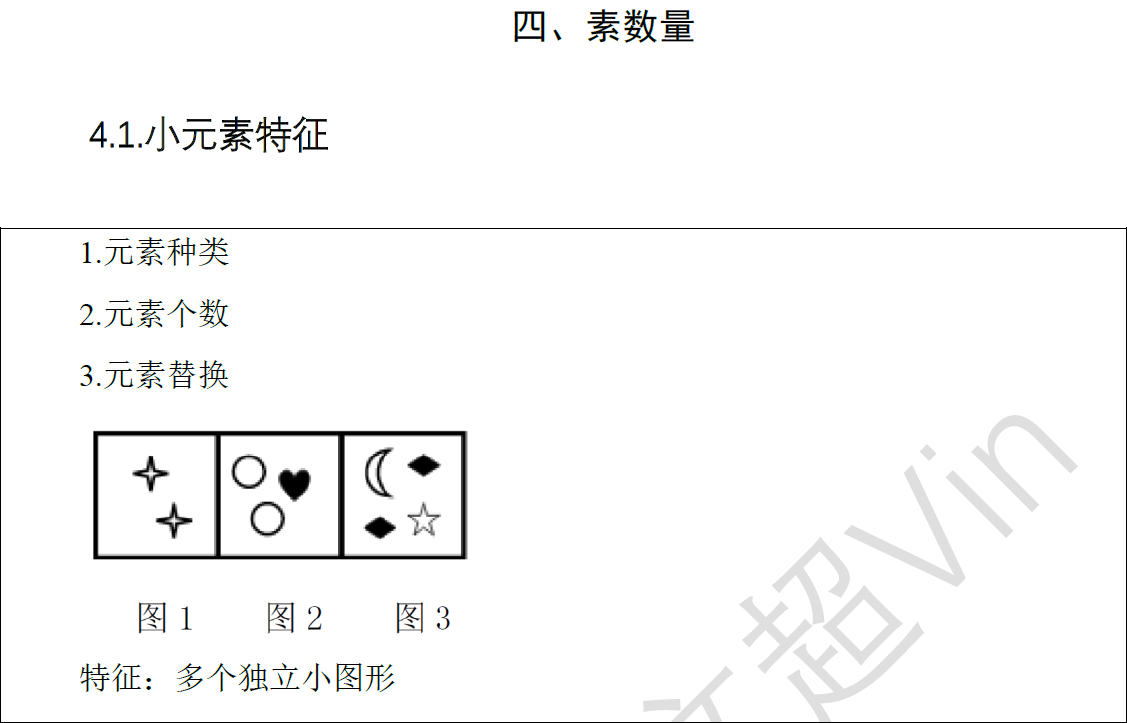 四、素数量
4.1.小元素特征
1.元素种类
2.元素个数
3.元素替换
图 1 图 2 图 3
特征：多个独立小图形
超Vin